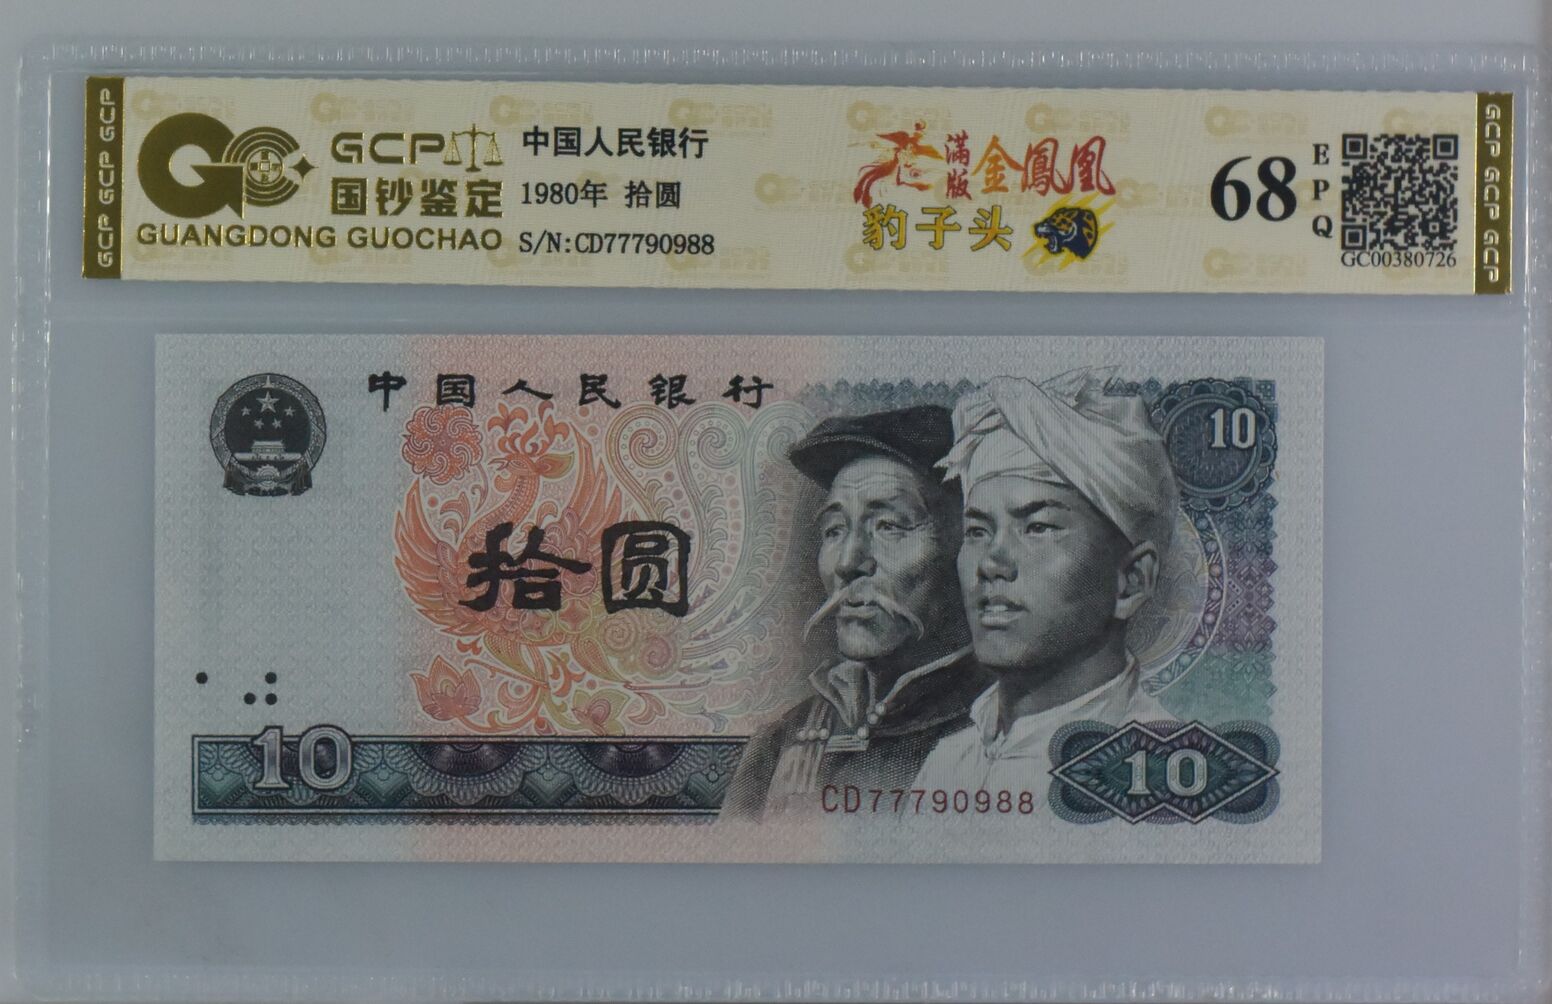 GCP GCP GCP
GCP
国钞鉴定
GUANGDONG GUOCHAO
中国人民银行
1980年 拾圆
S/N:CD77790988
满版
金鳳凰
豹子头
68
EPQ
GC00380726
GCP GCP GCP
中国人民银行
10
拾圆
10
CD77790988
10